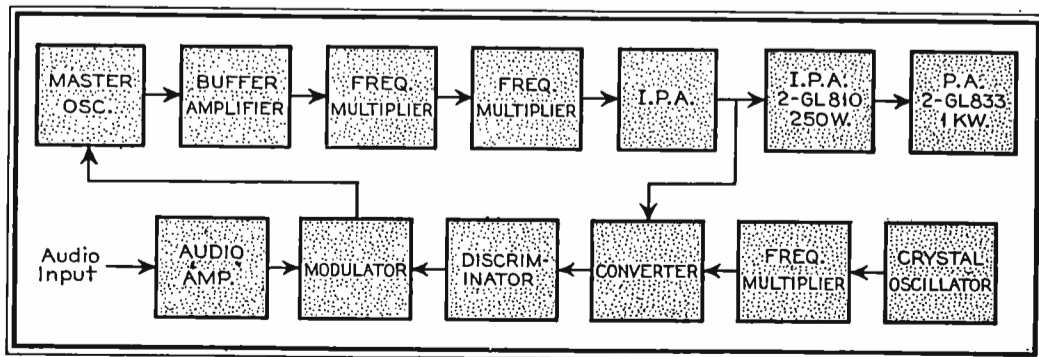 MASTER
OSC.
BUFFER
AMPLIFIER
FREQ.
MULTIPLIER
FREQ.
MULTIPLIER
I.P.A.
I.P.A.
2-GL810
250W.
P.A.
2-GL833
1 KW.
Audio
Input
AUDIO
AMP.
MODULATOR
DISCRIM-
INATOR
CONVERTER
FREQ.
MULTIPLIER
CRYSTAL
OSCILLATOR